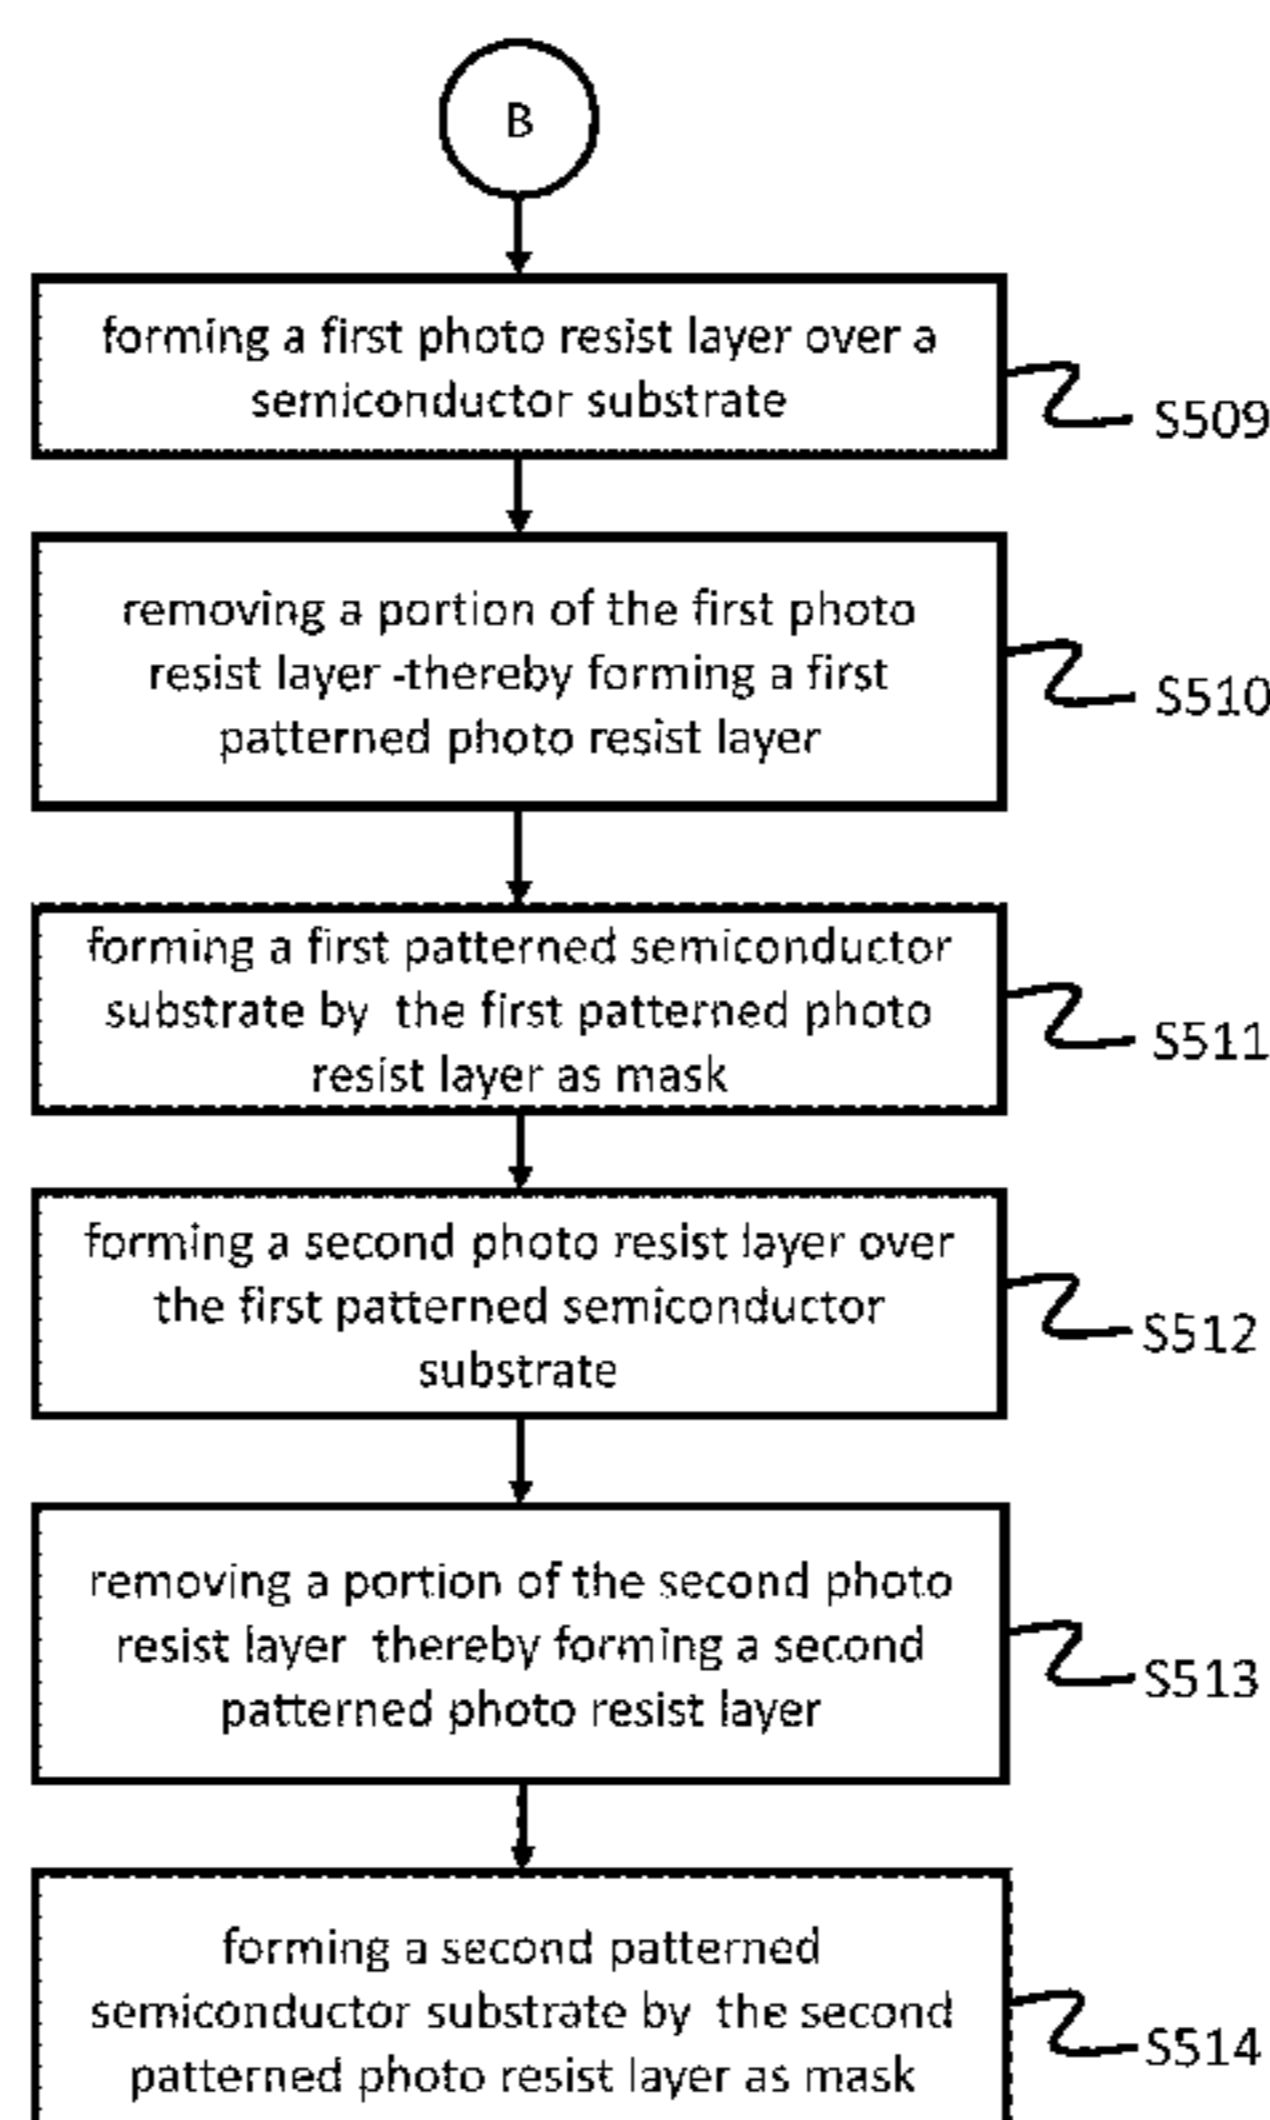 B
forming a first photo resist layer over a
semiconductor substrate
S509
removing a portion of the first photo
resist layer -thereby forming a first
patterned photo resist layer
S510
forming a first patterned semiconductor
substrate by  the first patterned photo
resist layer as mask
S511
forming a second photo resist layer over
the first patterned semiconductor
substrate
S512
removing a portion of the second photo
resist layer  thereby forming a second
patterned photo resist layer
S513
forming a second patterned
semiconductor substrate by  the second
patterned photo resist layer as mask
S514